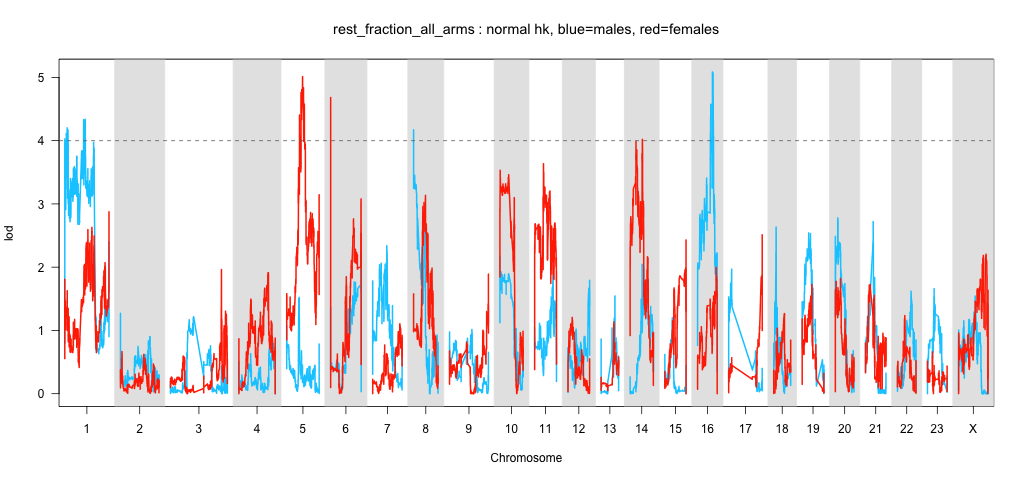 rest_fraction_all_arms : normal hk, blue=males, red=females
5
4
3
2
1
0
lod
1 2 3 4 5 6 7 8 9 10 11 12 13 14 15 16 17 18 19 20 21 22 23 X
Chromosome